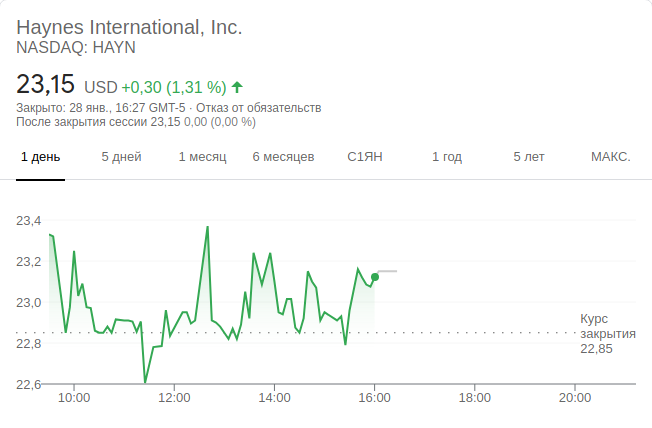 Haynes International, Inc.
NASDAQ: HAYN
23,15 USD +0,30 (1,31 %)
Закрыто: 28 янв., 16:27 GMT-5 · Отказ от обязательств
После закрытия сессии 23,15 0,00 (0,00 %)
1 день 5 дней 1 месяц 6 месяцев С1ЯН 1 год 5 лет МАКС.
23,4
23,2
23,0
22,8
22,6
Курс
закрытия
22,85
10:00 12:00 14:00 16:00 18:00 20:00